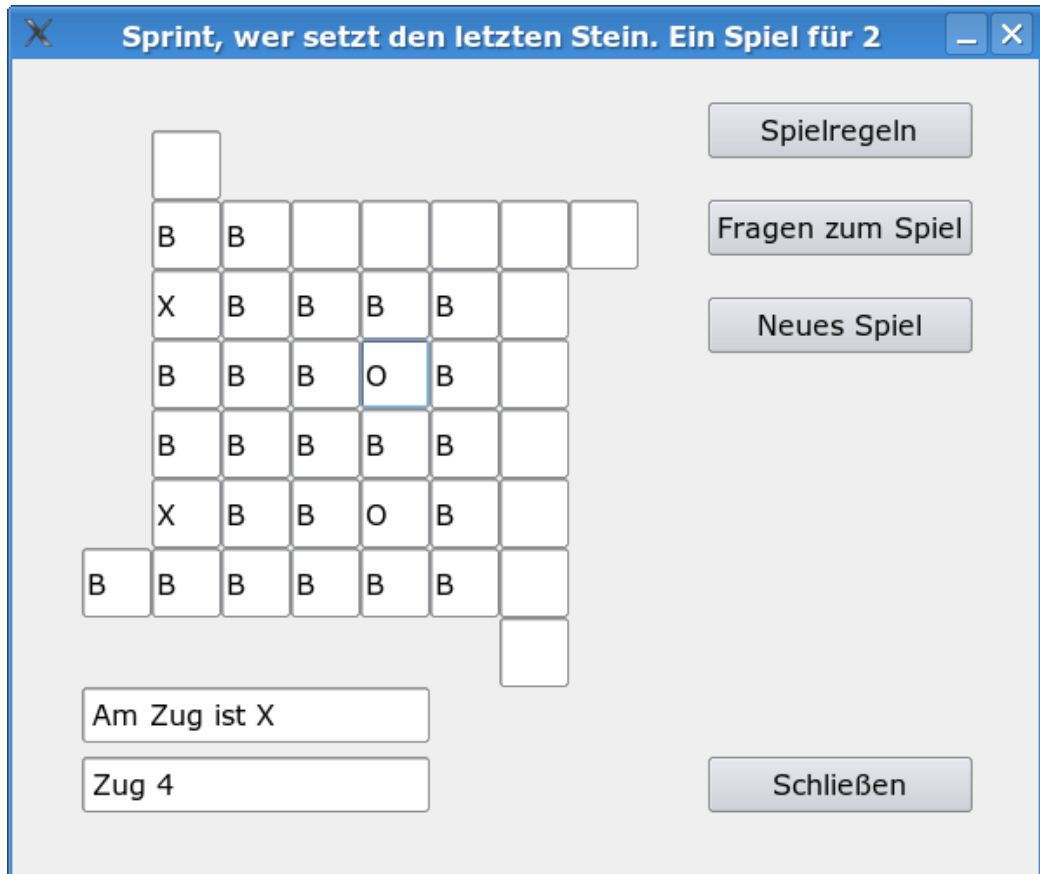 Sprint, wer setzt den letzten Stein. Ein Spiel für 2
Spielregeln
B B
Fragen zum Spiel
X B B B B
Neues Spiel
B B B O B
B B B B B
X B B O B
B B B B B B
Am Zug ist X
Zug 4
Schließen